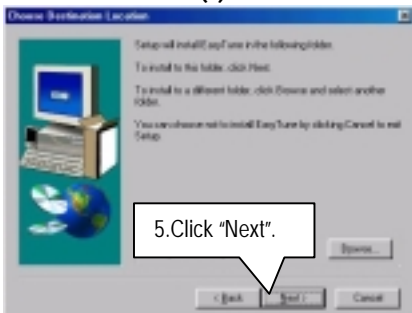 Choose Destination Location
Setup will install EasyTune in the following folder.
To install to this folder, click Next.
To install to a different folder, click Browse and select another
folder.
You can choose not to install EasyTune by clicking Cancel to exit
Setup.
5.Click “Next”.
Browse...
< Back
Next >
Cancel